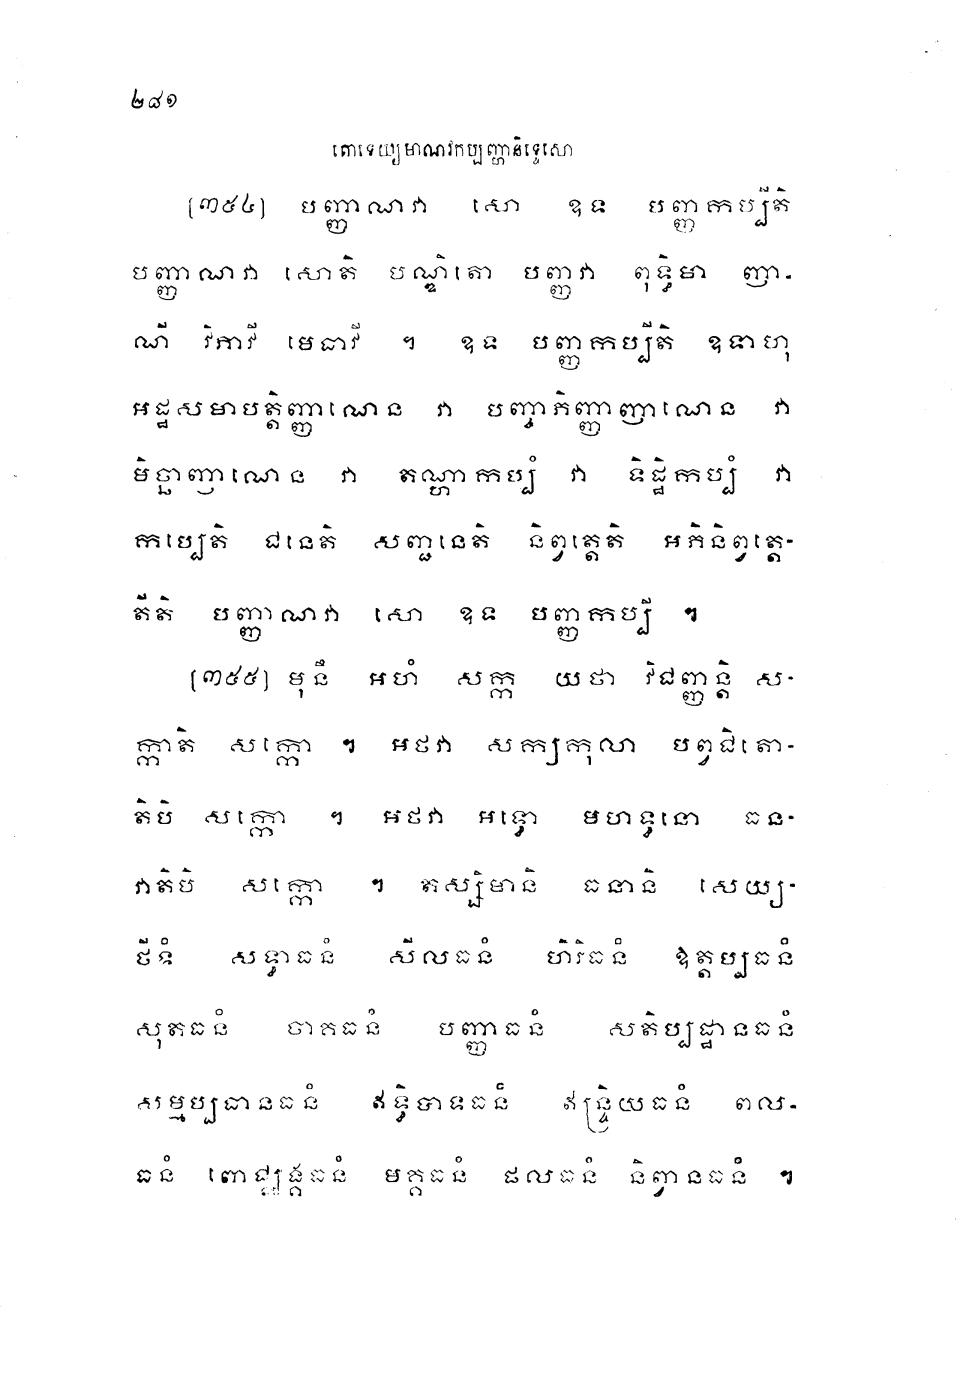 ២៨១
តោទេយ្យមាណវកប្បញ្ហានិទ្ទេសោ
[៣៥៤] បញ្ញាណវា សោ ឧទ បញ្ញកប្បីតិ
បញ្ញាណវា សោតិ បណ្ឌិតោ បញ្ញវា ពុទ្ធិមា ញា-
ណី វិភាវី មេធាវី ។ ឧទ បញ្ញកប្បីតិ ឧទាហុ
អដ្ឋសមាបត្តិញ្ញាណេន វា បញ្ចាភិញ្ញាញាណេន វា
មិច្ឆាញាណេន វា តណ្ហាកប្បំ វា ទិដ្ឋិកប្បំ វា
កប្បេតិ ជនេតិ សញ្ជនេតិ និព្វត្តេតិ អភិនិព្វត្តេ-
តីតិ បញ្ញាណវា សោ ឧទ បញ្ញកប្បី ។
[៣៥៥] មុនឹ អហំ សក្ក យថា វិជញ្ញន្តិ ស-
ក្កាតិ សក្កោ ។ អថវា សក្យកុលា បព្វជិតោ-
តិបិ សក្កោ ។ អថវា អឌ្ឍោ មហទ្ធនោ ធន-
វាតិបិ សក្កោ ។ តស្សិមានិ ធនានិ សេយ្យ-
ថីទំ សទ្ធាធនំ សីលធនំ ហិរិធនំ ឱត្តប្បធនំ
សុតធនំ ចាគធនំ បញ្ញាធនំ សតិប្បដ្ឋានធនំ
សម្មប្បធានធនំ ឥទ្ធិបាទធនំ ឥន្ទ្រិយធនំ ពល-
ធនំ ពោជ្ឈង្គធនំ មគ្គធនំ ផលធនំ និព្វានធនំ ។